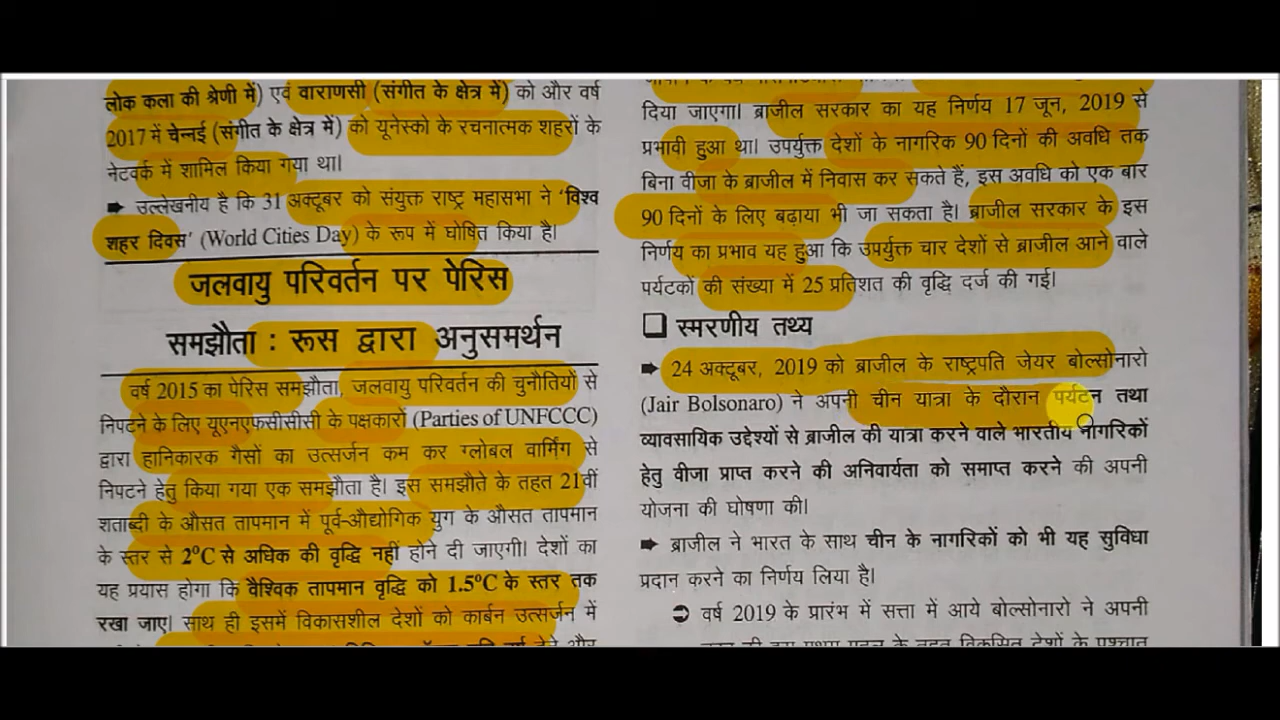 लोक कला की श्रेणी में) एवं वाराणसी (संगीत के क्षेत्र में) को और वर्ष
2017 में चेन्नई (संगीत के क्षेत्र में) को यूनेस्को के रचनात्मक शहरों के
नेटवर्क में शामिल किया गया था।
➡ उल्लेखनीय है कि 31 अक्टूबर को संयुक्त राष्ट्र महासभा ने ‘विश्व
शहर दिवस’ (World Cities Day) के रूप में घोषित किया है।
जलवायु परिवर्तन पर पेरिस
समझौता : रूस द्वारा अनुसमर्थन
वर्ष 2015 का पेरिस समझौता, जलवायु परिवर्तन की चुनौतियों से
निपटने के लिए यूएनएफसीसीसी के पक्षकारों (Parties of UNFCCC)
द्वारा हानिकारक गैसों का उत्सर्जन कम कर ग्लोबल वार्मिंग से
निपटने हेतु किया गया एक समझौता है। इस समझौते के तहत 21वीं
शताब्दी के औसत तापमान में पूर्व-औद्योगिक युग के औसत तापमान
के स्तर से 2⁰C से अधिक की वृद्धि नहीं होने दी जाएगी। देशों का
यह प्रयास होगा कि वैश्विक तापमान वृद्धि को 1.5⁰C के स्तर तक
रखा जाए। साथ ही इसमें विकासशील देशों को कार्बन उत्सर्जन में
दिया जाएगा। ब्राजील सरकार का यह निर्णय 17 जून, 2019 से
प्रभावी हुआ था। उपर्युक्त देशों के नागरिक 90 दिनों की अवधि तक
बिना वीजा के ब्राजील में निवास कर सकते हैं, इस अवधि को एक बार
90 दिनों के लिए बढ़ाया भी जा सकता है। ब्राजील सरकार के इस
निर्णय का प्रभाव यह हुआ कि उपर्युक्त चार देशों से ब्राजील आने वाले
पर्यटकों की संख्या में 25 प्रतिशत की वृद्धि दर्ज की गई।
❑ स्मरणीय तथ्य
➡ 24 अक्टूबर, 2019 को ब्राजील के राष्ट्रपति जेयर बोल्सोनारो
(Jair Bolsonaro) ने अपनी चीन यात्रा के दौरान पर्यटन तथा
व्यावसायिक उद्देश्यों से ब्राजील की यात्रा करने वाले भारतीय नागरिकों
हेतु वीजा प्राप्त करने की अनिवार्यता को समाप्त करने की अपनी
योजना की घोषणा की।
➡ ब्राजील ने भारत के साथ चीन के नागरिकों को भी यह सुविधा
प्रदान करने का निर्णय लिया है।
➲ वर्ष 2019 के प्रारंभ में सत्ता में आये बोल्सोनारो ने अपनी